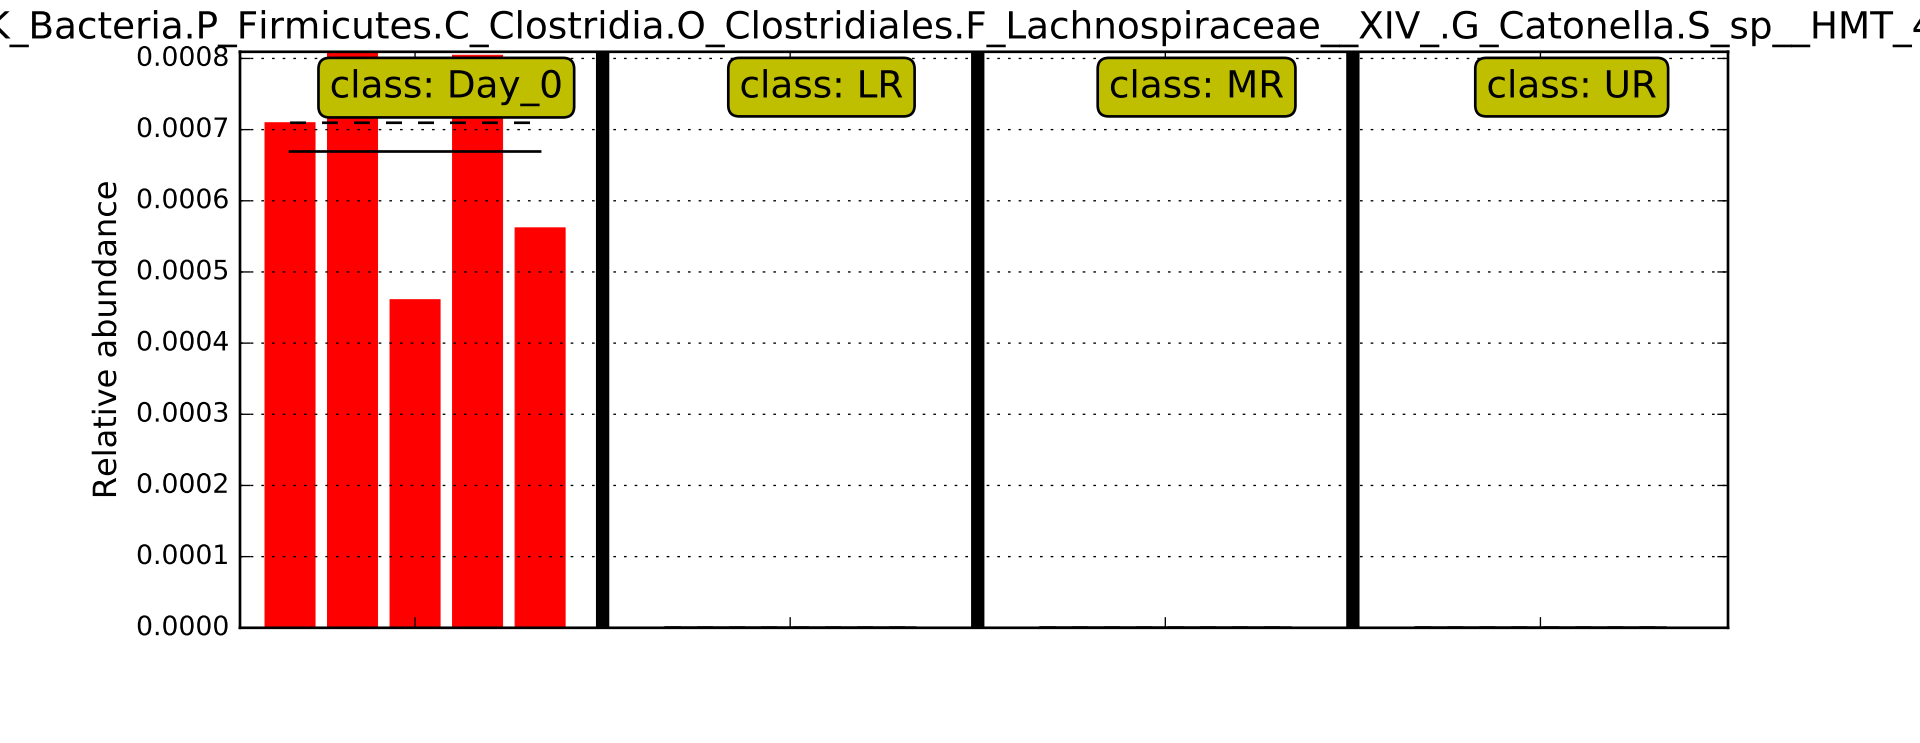 K_Bacteria.P_Firmicutes.C_Clostridia.O_Clostridiales.F_Lachnospiraceae__XIV_.G_Catonella.S_sp__HMT_4
class: Day_0
class: LR
class: MR
class: UR
Relative abundance
0.0008
0.0007
0.0006
0.0005
0.0004
0.0003
0.0002
0.0001
0.0000